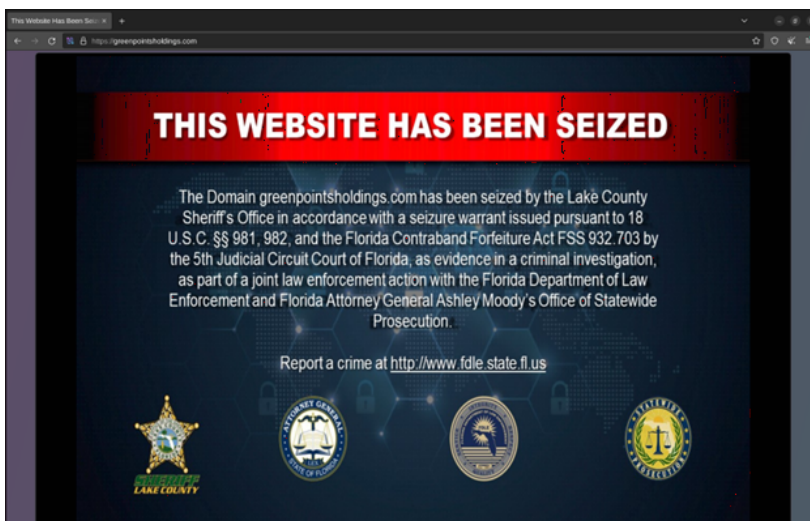 This Website Has Been Seiz
https://greenpointsholdings.com
THIS WEBSITE HAS BEEN SEIZED
The Domain greenpointsholdings.com has been seized by the Lake County
Sheriff's Office in accordance with a seizure warrant issued pursuant to 18
U.S.C. §§ 981, 982, and the Florida Contraband Forfeiture Act FSS 932.703 by
the 5th Judicial Circuit Court of Florida, as evidence in a criminal investigation,
as part of a joint law enforcement action with the Florida Department of Law
Enforcement and Florida Attorney General Ashley Moody's Office of Statewide
Prosecution.
Report a crime at http://www.fdle.state.fl.us
SHERIFF
LAKE COUNTY
ATTORNEY GENERAL
STATE OF FLORIDA
FDLE
STATEWIDE
PROSECUTION